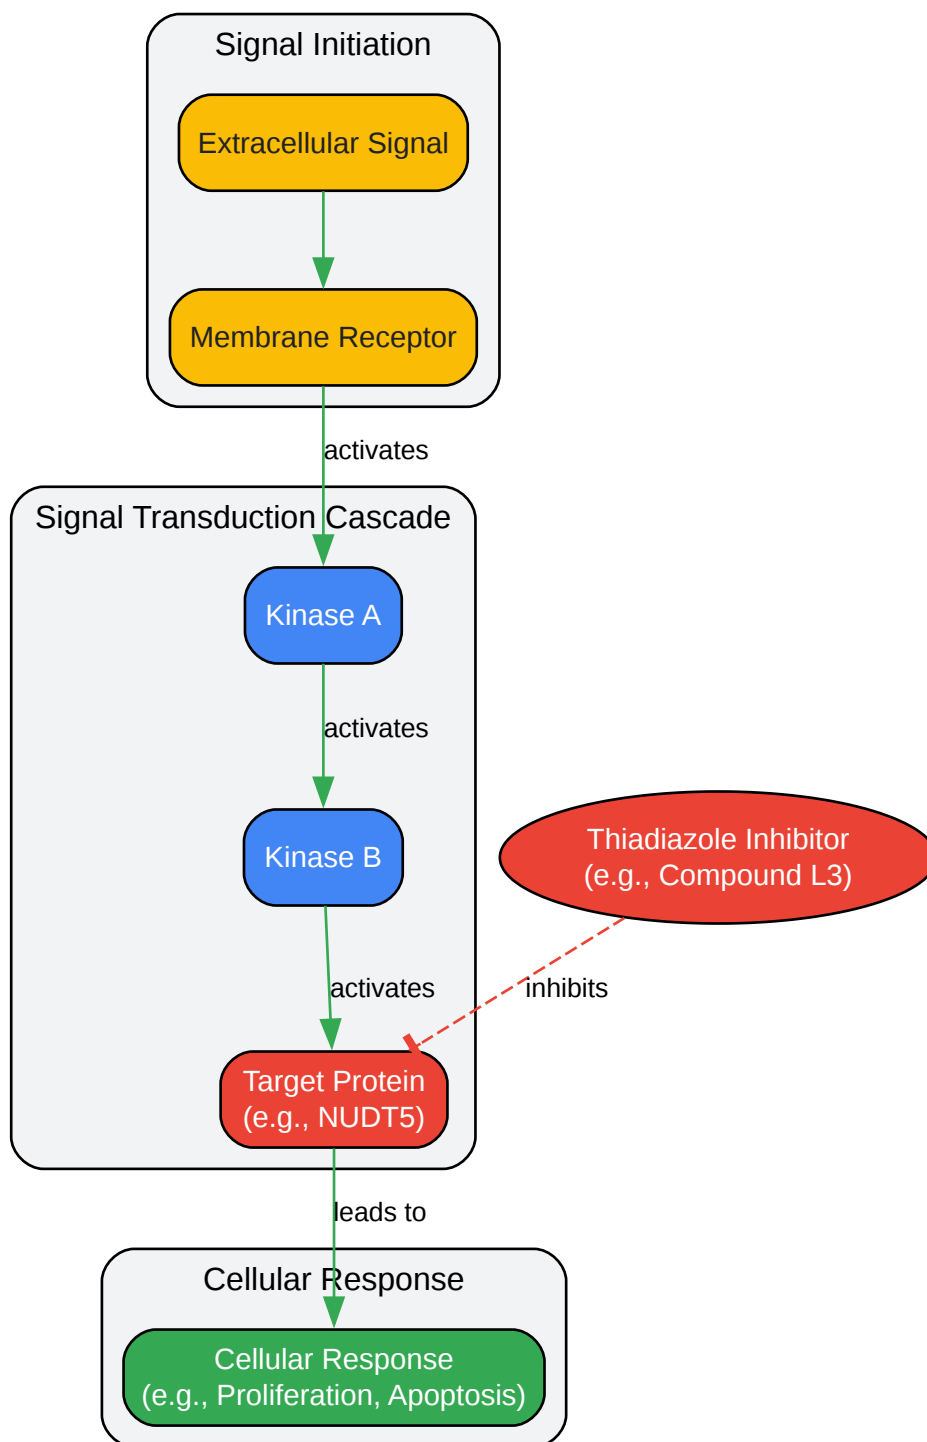 Signal Initiation
Extracellular Signal
Membrane Receptor
activates
Signal Transduction Cascade
Kinase A
activates
Kinase B
Thiadiazole Inhibitor
(e.g., Compound L3)
activates
inhibits
Target Protein
(e.g., NUDT5)
leads to
Cellular Response
Cellular Response
(e.g., Proliferation, Apoptosis)